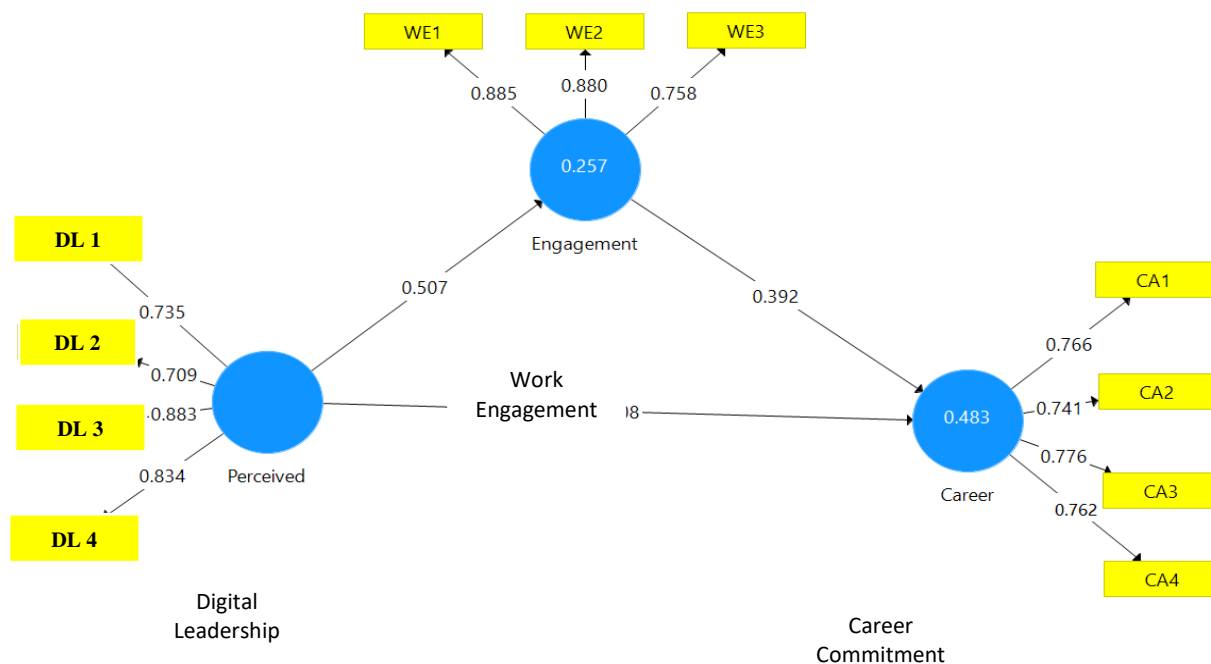 WE1
WE2
WE3
0.885
0.880
0.758
0.257
Engagement
DL 1
0.735
DL 2
0.709
DL 3
0.883
0.834
DL 4
Perceived
0.507
0.392
Work
Engagement
0.483
Career
CA1
0.766
CA2
0.741
0.776
CA3
0.762
CA4
Digital
Leadership
Career
Commitment